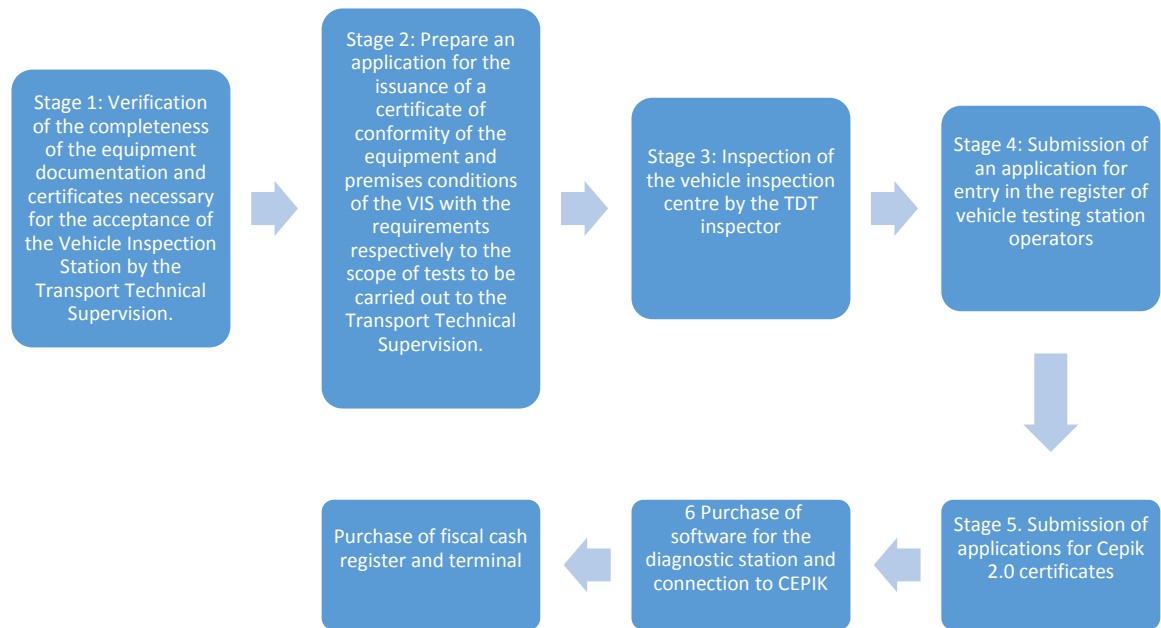 Stage 1: Verification
of the completeness
of the equipment
documentation and
certificates necessary
for the acceptance of
the Vehicle Inspection
Station by the
Transport Technical
Supervision.
Stage 2: Prepare an
application for the
issuance of a
certificate of
conformity of the
equipment and
premises conditions
of the VIS with the
requirements
respectively to the
scope of tests to be
carried out to the
Transport Technical
Supervision.
Stage 3: Inspection of
the vehicle inspection
centre by the TDT
inspector
Stage 4: Submission of
an application for
entry in the register of
vehicle testing station
operators
Stage 5. Submission of
applications for Cepik
2.0 certificates
6 Purchase of
software for the
diagnostic station and
connection to CEPIK
Purchase of fiscal cash
register and terminal